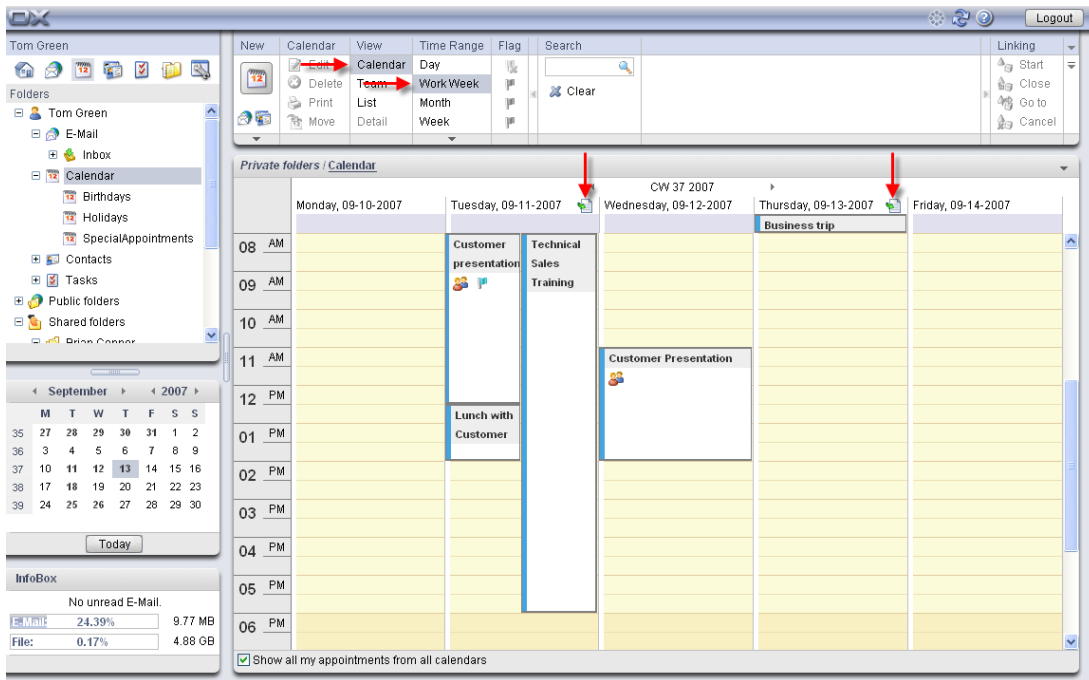 OX
Logout
Tom Green
Folders
Tom Green
E-Mail
Inbox
Calendar
Birthdays
Holidays
SpecialAppointments
Contacts
Tasks
Public folders
Shared folders
Brian Connor
September 2007
M T W T F S S
35 27 28 29 30 31 1 2
36 3 4 5 6 7 8 9
37 10 11 12 13 14 15 16
38 17 18 19 20 21 22 23
39 24 25 26 27 28 29 30
Today
InfoBox
No unread E-Mail.
E-Mail: 24.39% 9.77 MB
File: 0.17% 4.88 GB
New Calendar View Time Range Flag Search Linking
12 Edit Calendar Day Start
Delete Team Work Week Clear Close
Print List Month Go to
Move Detail Week Cancel
Private folders / Calendar
CW 37 2007
Monday, 09-10-2007 Tuesday, 09-11-2007 Wednesday, 09-12-2007 Thursday, 09-13-2007 Friday, 09-14-2007
Business trip
08 AM
Customer presentation
Technical Sales Training
09 AM
10 AM
11 AM
Customer Presentation
12 PM
Lunch with Customer
01 PM
02 PM
03 PM
04 PM
05 PM
06 PM
Show all my appointments from all calendars